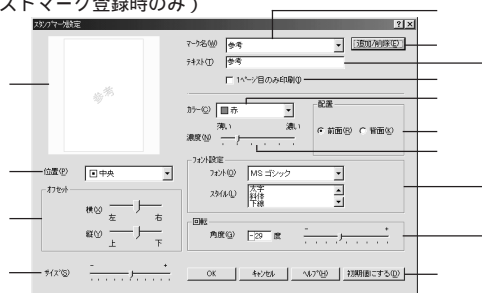 ストマーク登録時のみ）
スタンプマーク設定
マーク名(W) 参考 追加/削除(E)
テキスト(T) 参考
1ページ目のみ印刷(I)
参考
カラー(C) 赤
薄い 濃い
濃度(N)
配置
前面(R) 背面(K)
位置(P) 中央
オフセット
横(X)
左 右
縦(Y)
上 下
サイズ(S) - +
フォント設定
フォント(O) MS ゴシック
スタイル(L) 太字
斜体
下線
回転
角度(G) -29 度 - +
OK キャンセル ヘルプ(H) 初期値にする(D)